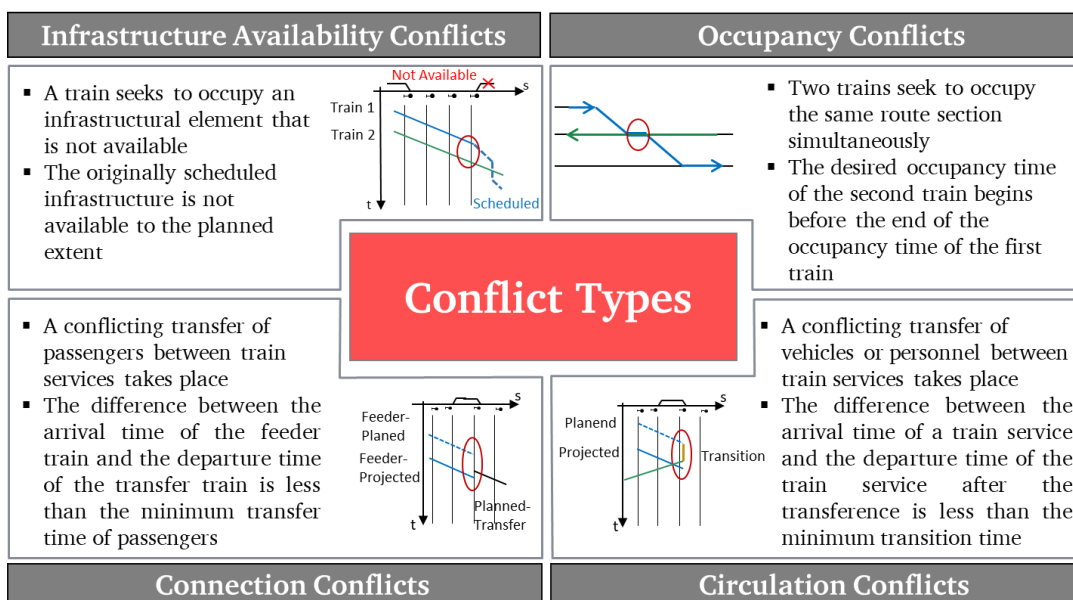 Infrastructure Availability Conflicts
▪ A train seeks to occupy an
infrastructural element that
is not available
▪ The originally scheduled
infrastructure is not
available to the planned
extent
Not Available
s
Train 1
Train 2
Scheduled
t
Occupancy Conflicts
▪ Two trains seek to occupy
the same route section
simultaneously
▪ The desired occupancy time
of the second train begins
before the end of the
occupancy time of the first
train
Conflict Types
▪ A conflicting transfer of
passengers between train
services takes place
▪ The difference between the
arrival time of the feeder
train and the departure time
of the transfer train is less
than the minimum transfer
time of passengers
s
Feeder-
Planed
Feeder-
Projected
Planned-
Transfer
t
Connection Conflicts
s
Planend
Projected
Transition
t
▪ A conflicting transfer of
vehicles or personnel between
train services takes place
▪ The difference between the
arrival time of a train service
and the departure time of the
train service after the
transference is less than the
minimum transition time
Circulation Conflicts